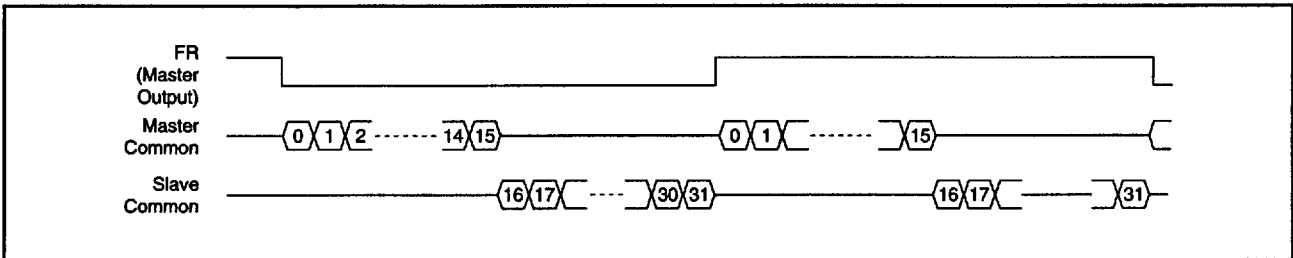 FR
(Master
Output)
Master
Common
0 1 2 14 15 0 1 15
Slave
Common
16 17 30 31 16 17 31